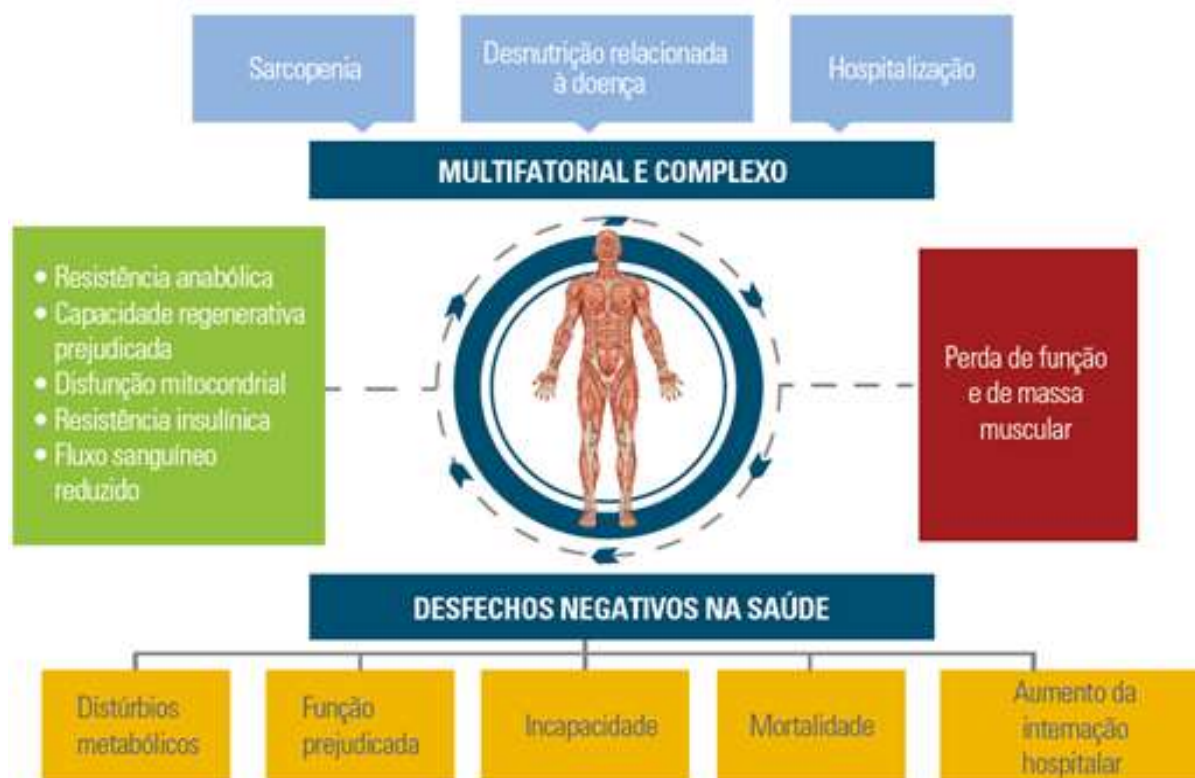 Sarcopenia
Desnutrição relacionada
à doença
Hospitalização
MULTIFATORIAL E COMPLEXO
• Resistência anabólica
• Capacidade regenerativa
prejudicada
• Disfunção mitocondrial
• Resistência insulínica
• Fluxo sanguíneo
reduzido
Perda de função
e de massa
muscular
DESFECHOS NEGATIVOS NA SAÚDE
Distúrbios
metabólicos
Função
prejudicada
Incapacidade
Mortalidade
Aumento da
internação
hospitalar